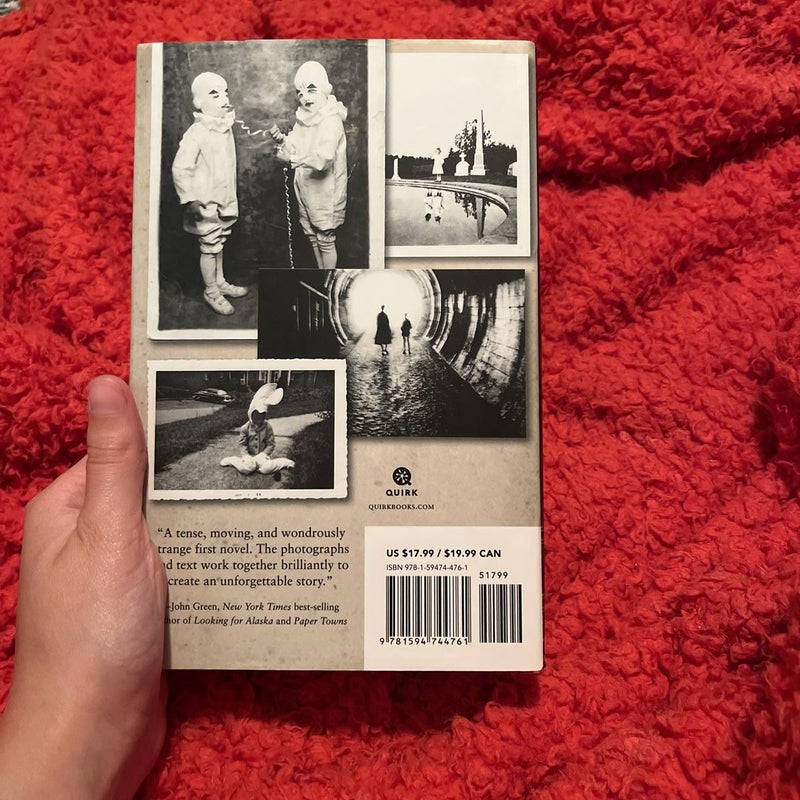 QUIRK
QUIRKBOOKS.COM
“A tense, moving, and wondrously
trange first novel. The photographs
d text work together brilliantly to
create an unforgettable story.”
—John Green, New York Times best-selling
hor of Looking for Alaska and Paper Towns
US $17.99 / $19.99 CAN
ISBN 978-1-59474-476-1
51799
9 781594 744761